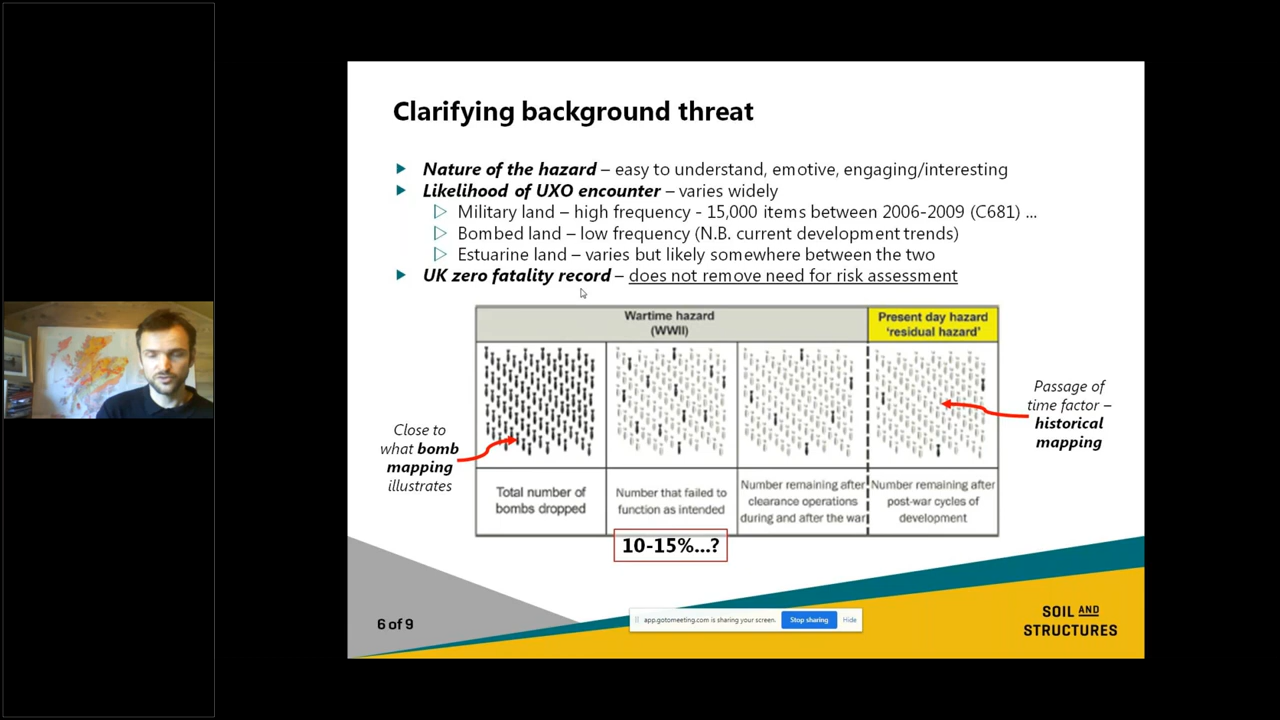 Clarifying background threat
Nature of the hazard – easy to understand, emotive, engaging/interesting
Likelihood of UXO encounter – varies widely
Military land – high frequency - 15,000 items between 2006-2009 (C681) ...
Bombed land – low frequency (N.B. current development trends)
Estuarine land – varies but likely somewhere between the two
UK zero fatality record – does not remove need for risk assessment
Wartime hazard
(WWII)
Present day hazard
'residual hazard'
Close to
what bomb
mapping
illustrates
Passage of
time factor –
historical
mapping
Total number of
bombs dropped
Number that failed to
function as intended
Number remaining after
clearance operations
during and after the war
Number remaining after
post-war cycles of
development
10-15%...?
6 of 9
app.gotomeeting.com is sharing your screen.
Stop sharing
Hide
SOIL AND
STRUCTURES